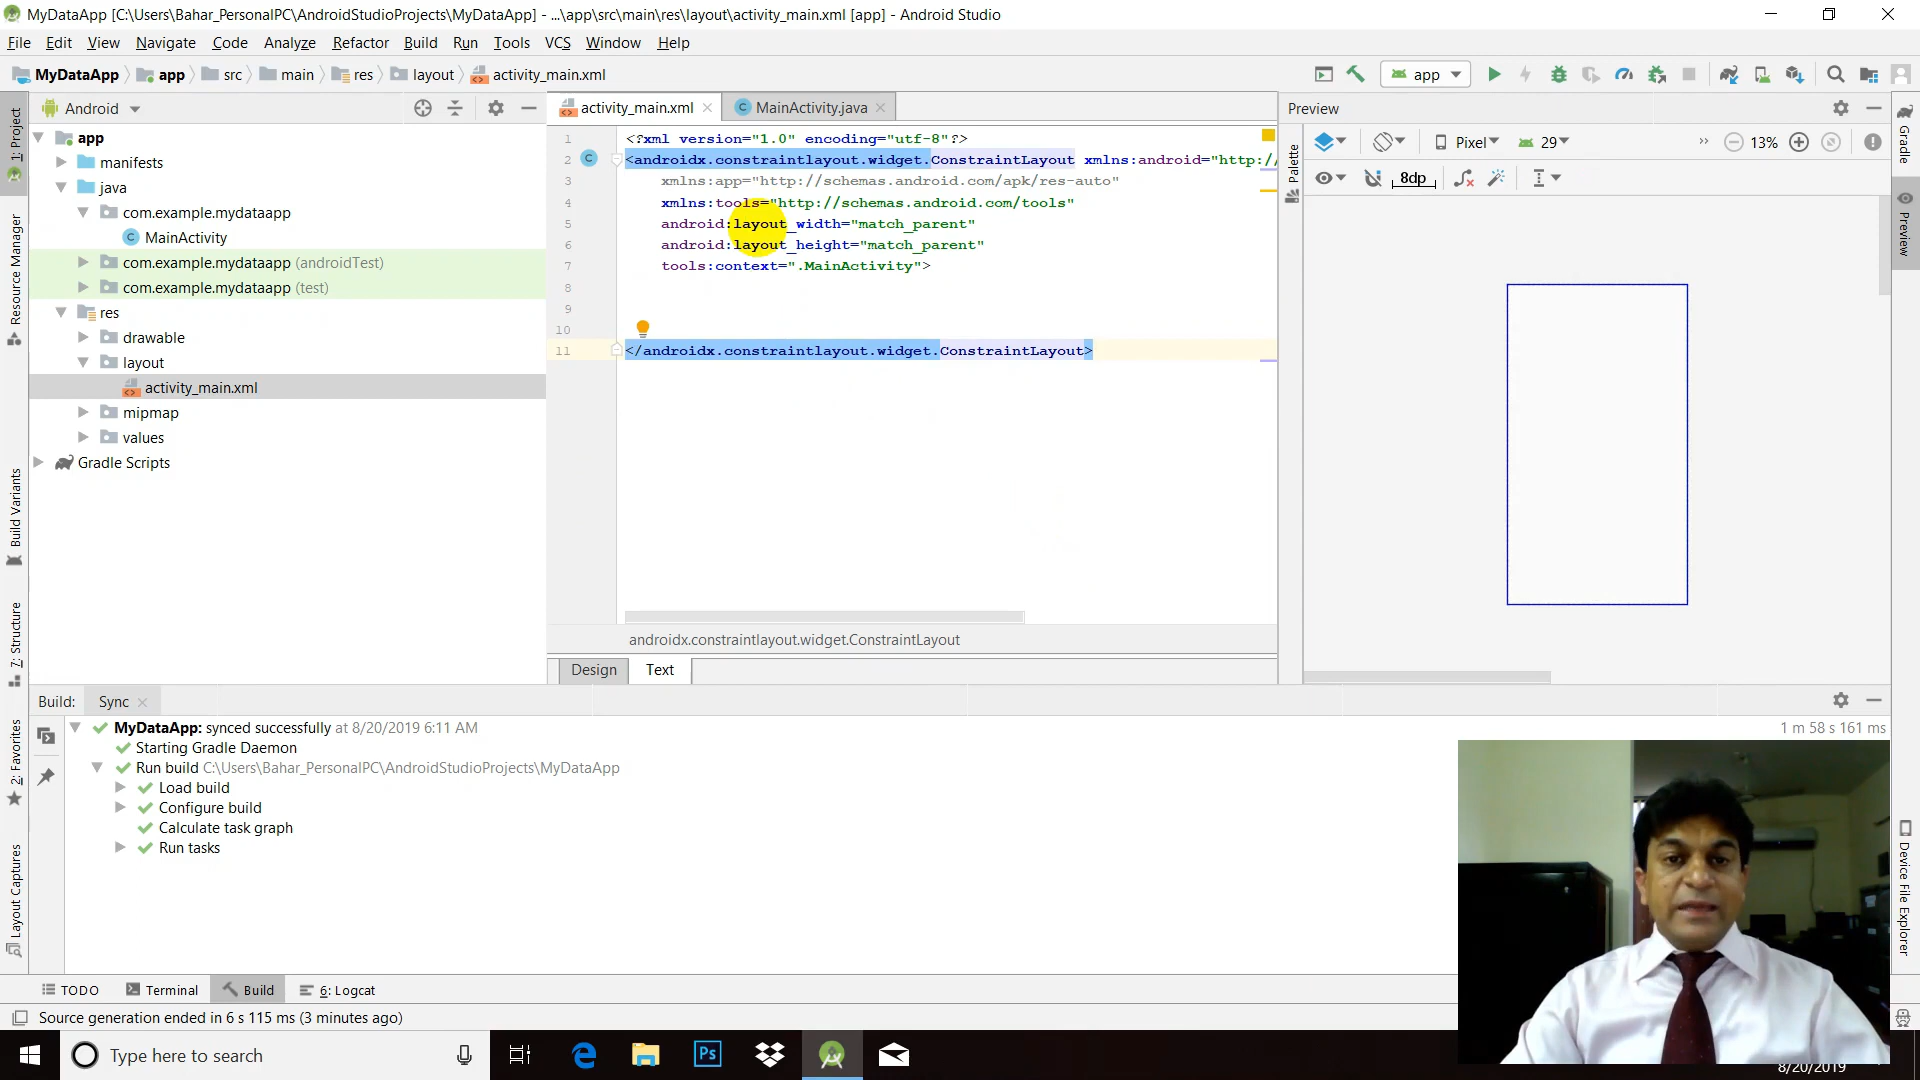 MyDataApp [C:\Users\Bahar_PersonalPC\AndroidStudioProjects\MyDataApp] - ...\app\src\main\res\layout\activity_main.xml [app] - Android Studio
File Edit View Navigate Code Analyze Refactor Build Run Tools VCS Window Help
MyDataApp app src main res layout activity_main.xml
app
Android
activity_main.xml
MainActivity.java
Preview
1: Project
Resource Manager
Build Variants
7: Structure
2: Favorites
Layout Captures
app
manifests
java
com.example.mydataapp
MainActivity
com.example.mydataapp (androidTest)
com.example.mydataapp (test)
res
drawable
layout
activity_main.xml
mipmap
values
Gradle Scripts
1 <?xml version="1.0" encoding="utf-8"?>
2 <androidx.constraintlayout.widget.ConstraintLayout xmlns:android="http:/
3 xmlns:app="http://schemas.android.com/apk/res-auto"
4 xmlns:tools="http://schemas.android.com/tools"
5 android:layout_width="match_parent"
6 android:layout_height="match_parent"
7 tools:context=".MainActivity">
8
9
10
11 </androidx.constraintlayout.widget.ConstraintLayout>
androidx.constraintlayout.widget.ConstraintLayout
Design Text
Palette
Pixel 29 13%
8dp
Gradle
Preview
Device File Explorer
Build: Sync
MyDataApp: synced successfully at 8/20/2019 6:11 AM
1 m 58 s 161 ms
Starting Gradle Daemon
Run build C:\Users\Bahar_PersonalPC\AndroidStudioProjects\MyDataApp
Load build
Configure build
Calculate task graph
Run tasks
TODO Terminal Build 6: Logcat
Source generation ended in 6 s 115 ms (3 minutes ago)
Type here to search
Ps
8/20/2019